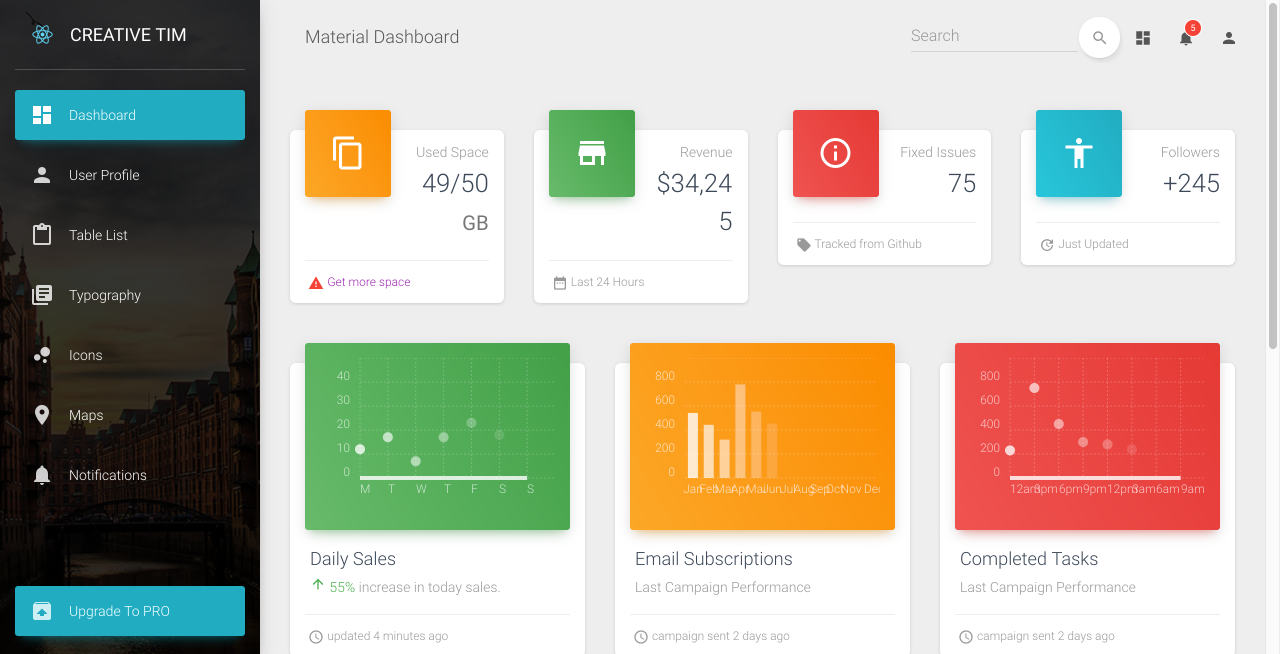 CREATIVE TIM
Dashboard
User Profile
Table List
Typography
Icons
Maps
Notifications
Upgrade To PRO
Material Dashboard
Search
5
Used Space
49/50
GB
Get more space
Revenue
$34,24
5
Last 24 Hours
Fixed Issues
75
Tracked from Github
Followers
+245
Just Updated
40
30
20
10
0
M T W T F S S
Daily Sales
55% increase in today sales.
updated 4 minutes ago
800
600
400
200
0
Jan Feb Mar Apr Mai Jun Jul Aug Sep Oct Nov Dec
Email Subscriptions
Last Campaign Performance
campaign sent 2 days ago
800
600
400
200
0
12am 3pm 6pm 9pm 12pm 3am 6am 9am
Completed Tasks
Last Campaign Performance
campaign sent 2 days ago